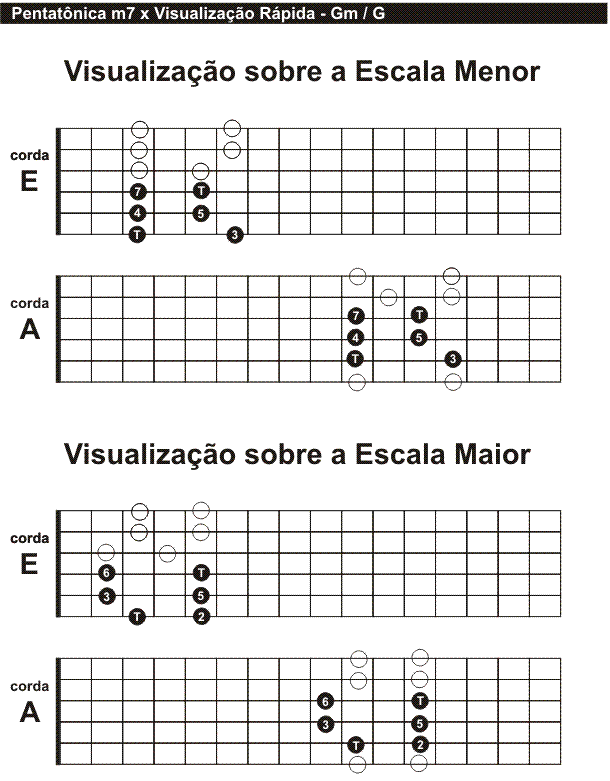 Pentatônica m7 x Visualização Rápida - Gm / G
Visualização sobre a Escala Menor
corda
E
7 T
4 5
T 3
corda
A
7 T
4 5
T 3
Visualização sobre a Escala Maior
corda
E
6 T
3 5
T 2
corda
A
6 T
3 5
T 2